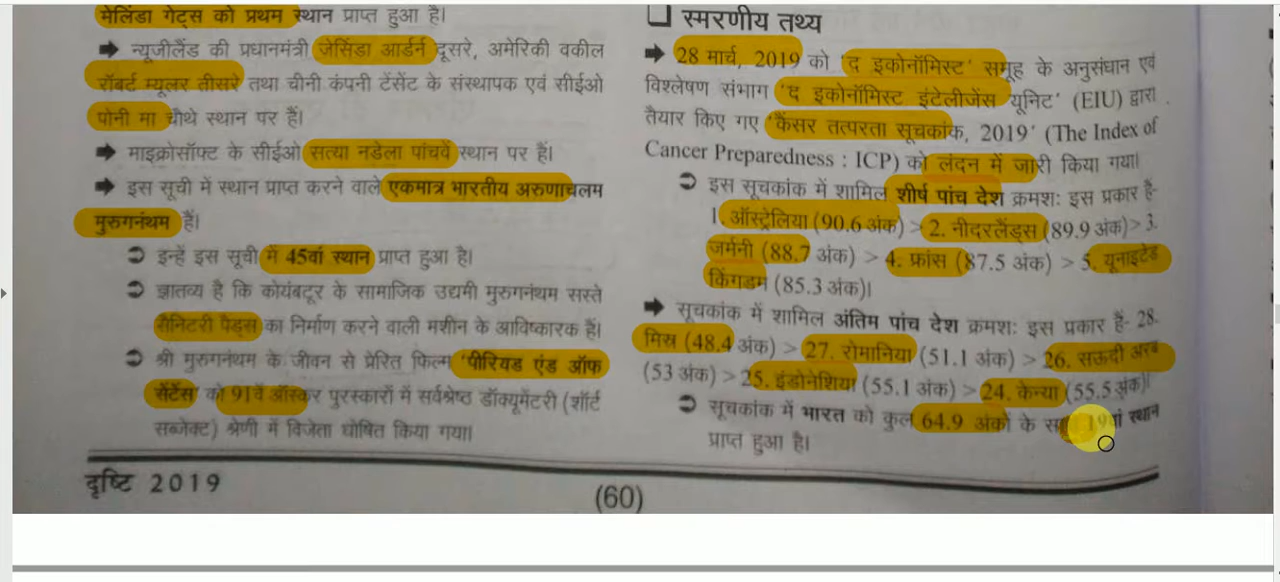 मेलिंडा गेट्स को प्रथम स्थान प्राप्त हुआ है।
➡ न्यूजीलैंड की प्रधानमंत्री जेसिंडा आर्डर्न दूसरे, अमेरिकी वकील
रॉबर्ट म्यूलर तीसरे तथा चीनी कंपनी टेंसेंट के संस्थापक एवं सीईओ
पोनी मा चौथे स्थान पर हैं।
➡ माइक्रोसॉफ्ट के सीईओ सत्या नडेला पांचवें स्थान पर हैं।
➡ इस सूची में स्थान प्राप्त करने वाले एकमात्र भारतीय अरुणाचलम
मुरुगनंथम हैं।
⊃ इन्हें इस सूची में 45वां स्थान प्राप्त हुआ है।
⊃ ज्ञातव्य है कि कोयंबटूर के सामाजिक उद्यमी मुरुगनंथम सस्ते
सैनिटरी पैड्स का निर्माण करने वाली मशीन के आविष्कारक हैं।
⊃ श्री मुरुगनंथम के जीवन से प्रेरित फिल्म 'पीरियड एंड ऑफ
सेंटेंस को 91वें ऑस्कर पुरस्कारों में सर्वश्रेष्ठ डॉक्यूमेंटरी (शॉर्ट
सब्जेक्ट) श्रेणी में विजेता घोषित किया गया।
❑ स्मरणीय तथ्य
➡ 28 मार्च, 2019 को 'द इकोनॉमिस्ट' समूह के अनुसंधान एवं
विश्लेषण संभाग 'द इकोनॉमिस्ट इंटेलीजेंस यूनिट' (EIU) द्वारा
तैयार किए गए 'कैंसर तत्परता सूचकांक, 2019' (The Index of
Cancer Preparedness : ICP) को लंदन में जारी किया गया।
⊃ इस सूचकांक में शामिल शीर्ष पांच देश क्रमशः इस प्रकार है-
1. ऑस्ट्रेलिया (90.6 अंक) > 2. नीदरलैंड्स (89.9 अंक)> 3.
जर्मनी (88.7 अंक) > 4. फ्रांस (87.5 अंक) > 5. यूनाइटेड
किंगडम (85.3 अंक)।
➡ सूचकांक में शामिल अंतिम पांच देश क्रमशः इस प्रकार हैं- 28.
मिस्र (48.4 अंक) > 27. रोमानिया (51.1 अंक) > 26. सऊदी अरब
(53 अंक) > 25. इंडोनेशिया (55.1 अंक) > 24. केन्या (55.5 अंक)।
⊃ सूचकांक में भारत को कुल 64.9 अंकों के 19वां स्थान
प्राप्त हुआ है।
दृष्टि 2019
(60)